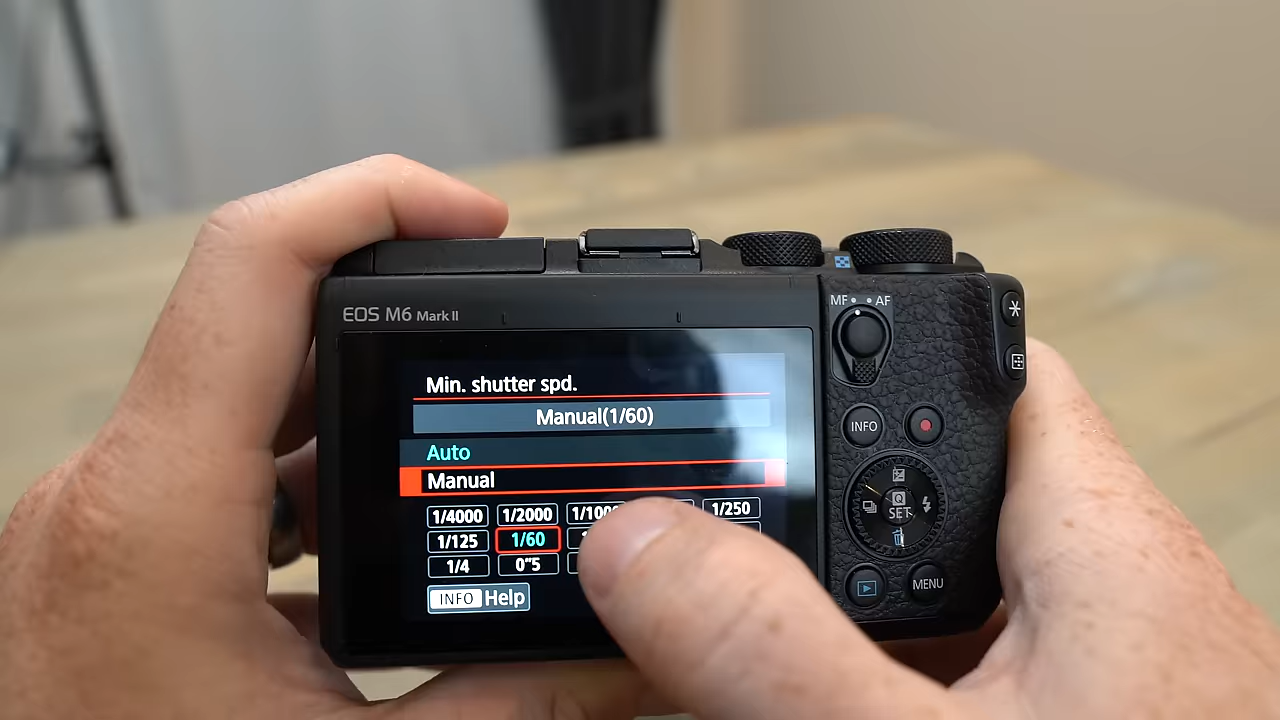 EOS M6 Mark II
MF AF
Min. shutter spd.
Manual(1/60)
Auto
Manual
1/4000 1/2000 1/1000 1/250
1/125 1/60
1/4 0"5
INFO Help
INFO
Q
SET
MENU